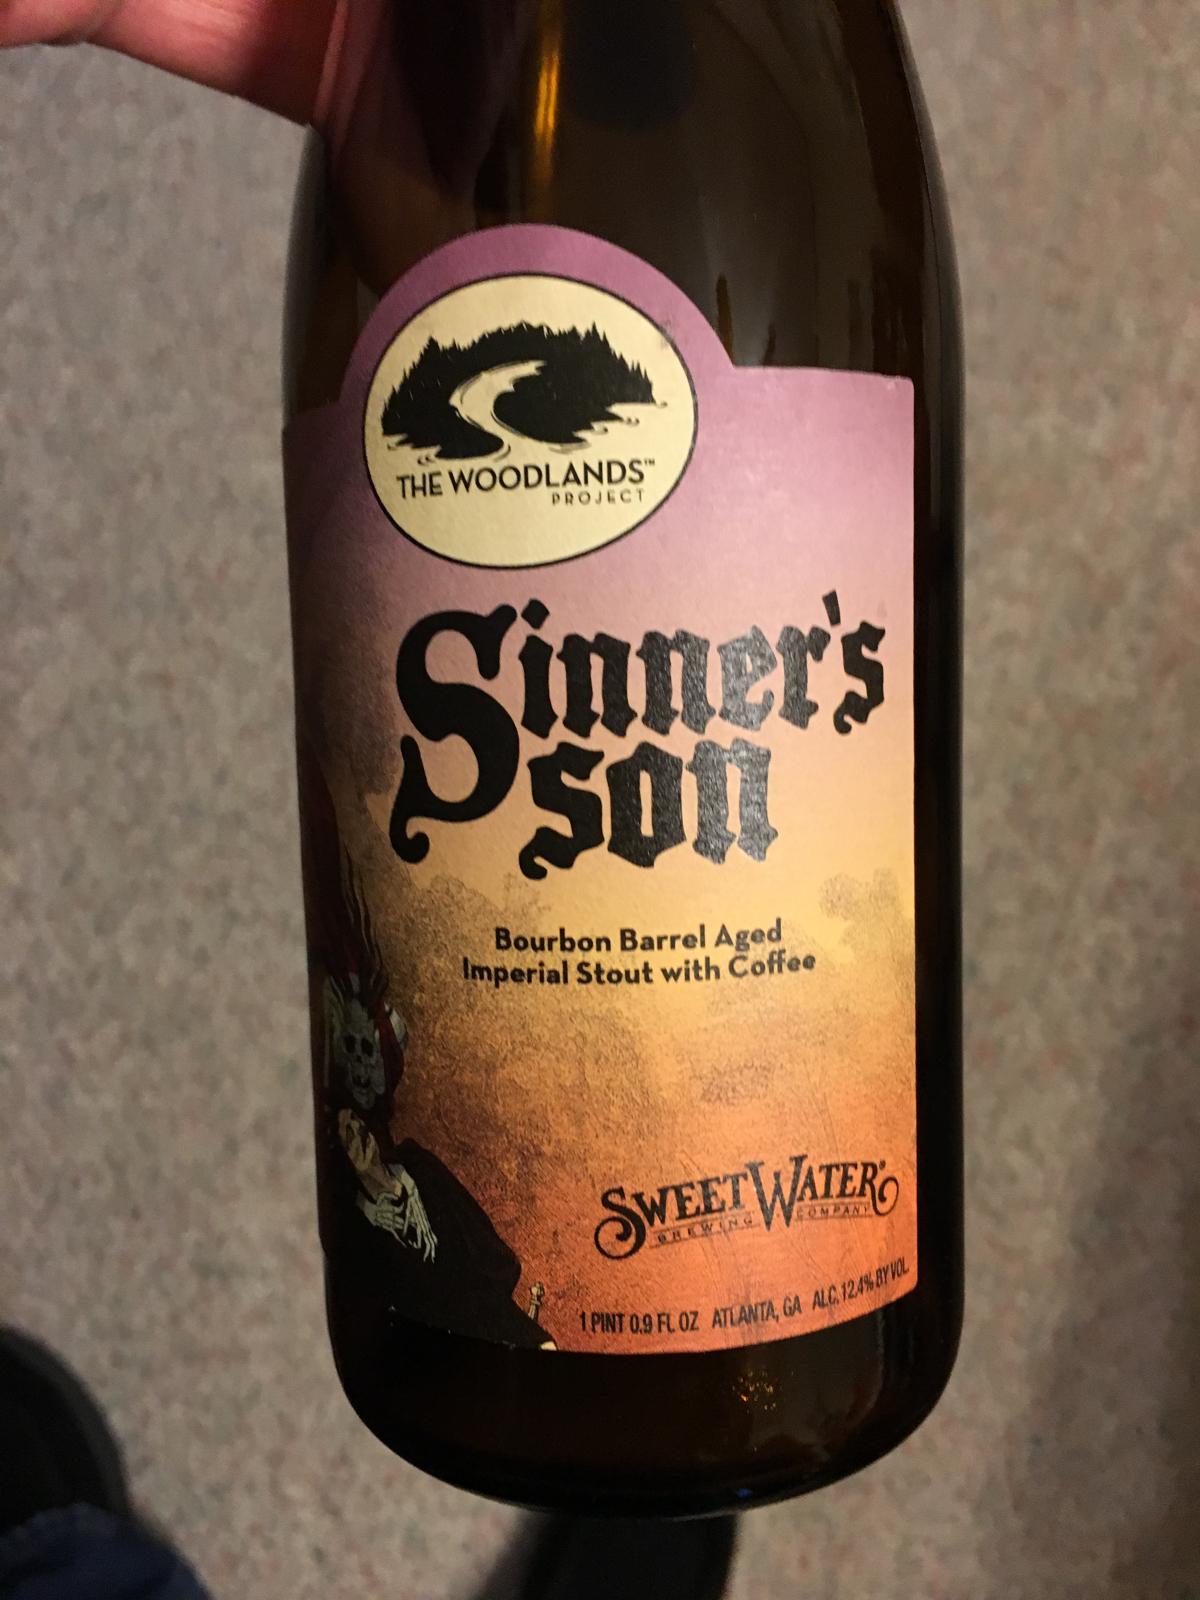 THE WOODLANDS™
PROJECT
Sinner's
son
Bourbon Barrel Aged
Imperial Stout with Coffee
SWEETWATER®
BREWING COMPANY
1 PINT 0.9 FL OZ ATLANTA, GA ALC. 12.4% BY VOL.